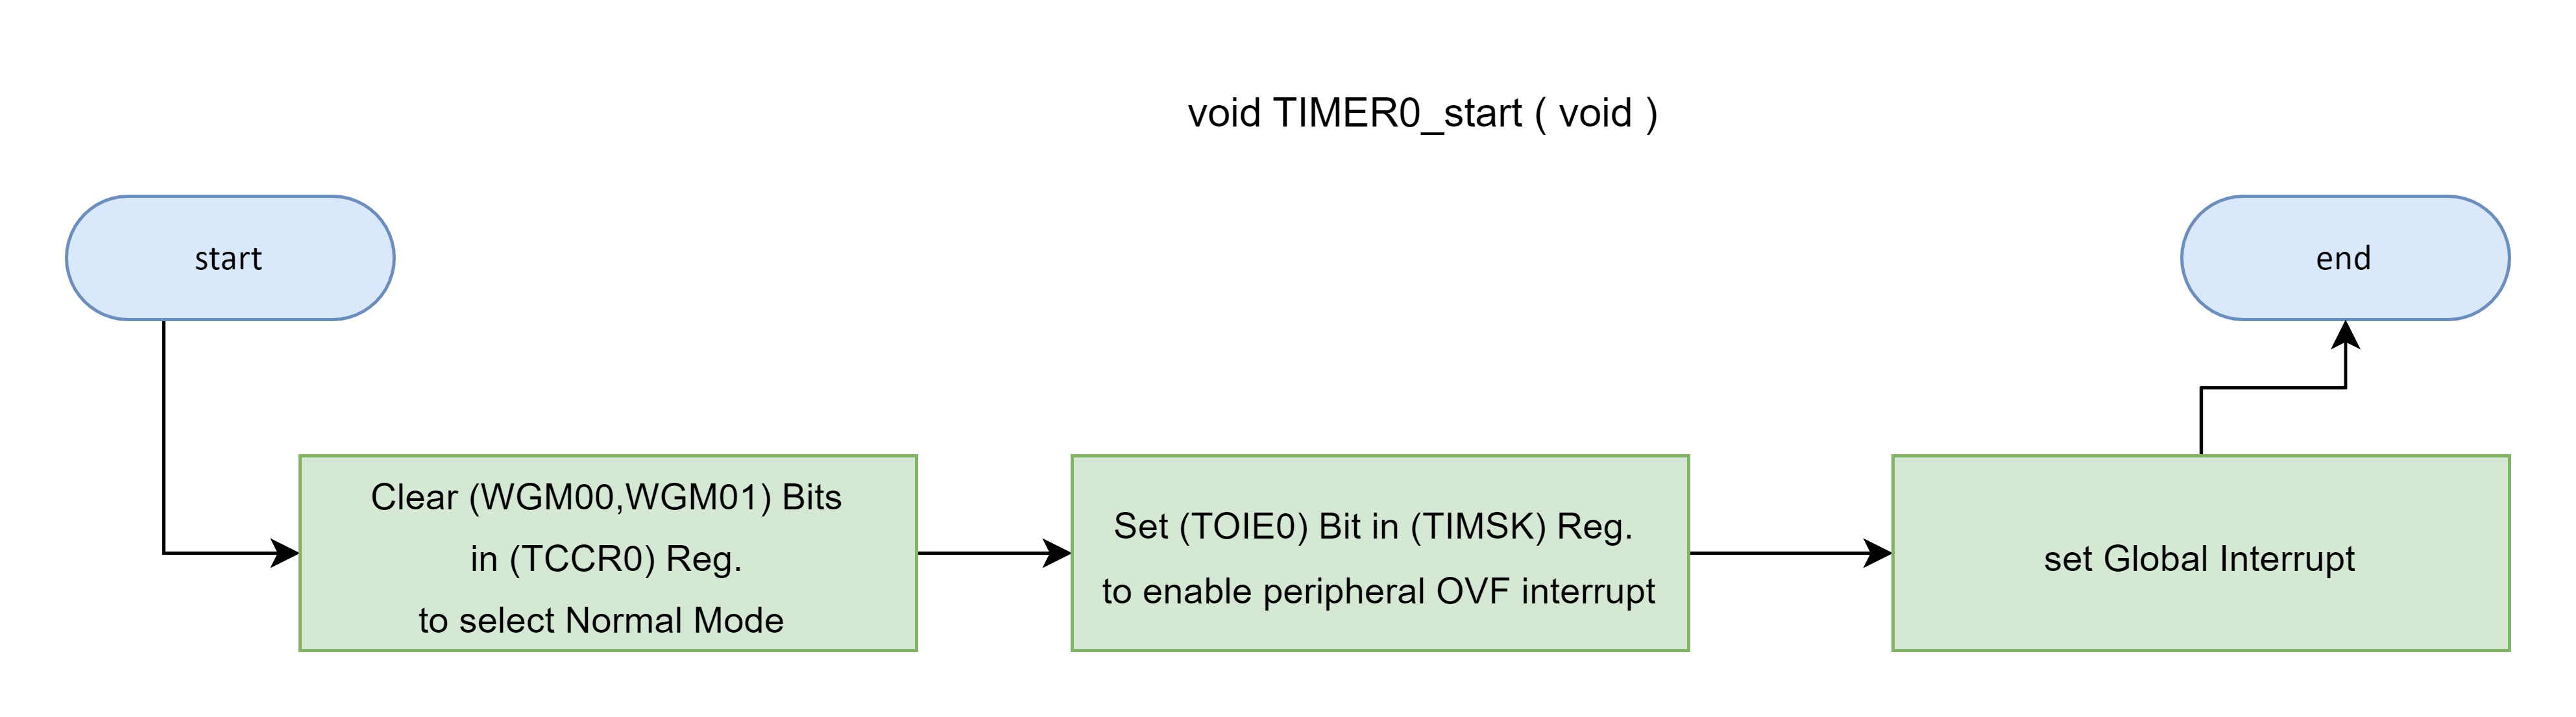 void TIMER0_start ( void )
start
end
Clear (WGM00,WGM01) Bits
in (TCCR0) Reg.
to select Normal Mode
Set (TOIE0) Bit in (TIMSK) Reg.
to enable peripheral OVF interrupt
set Global Interrupt